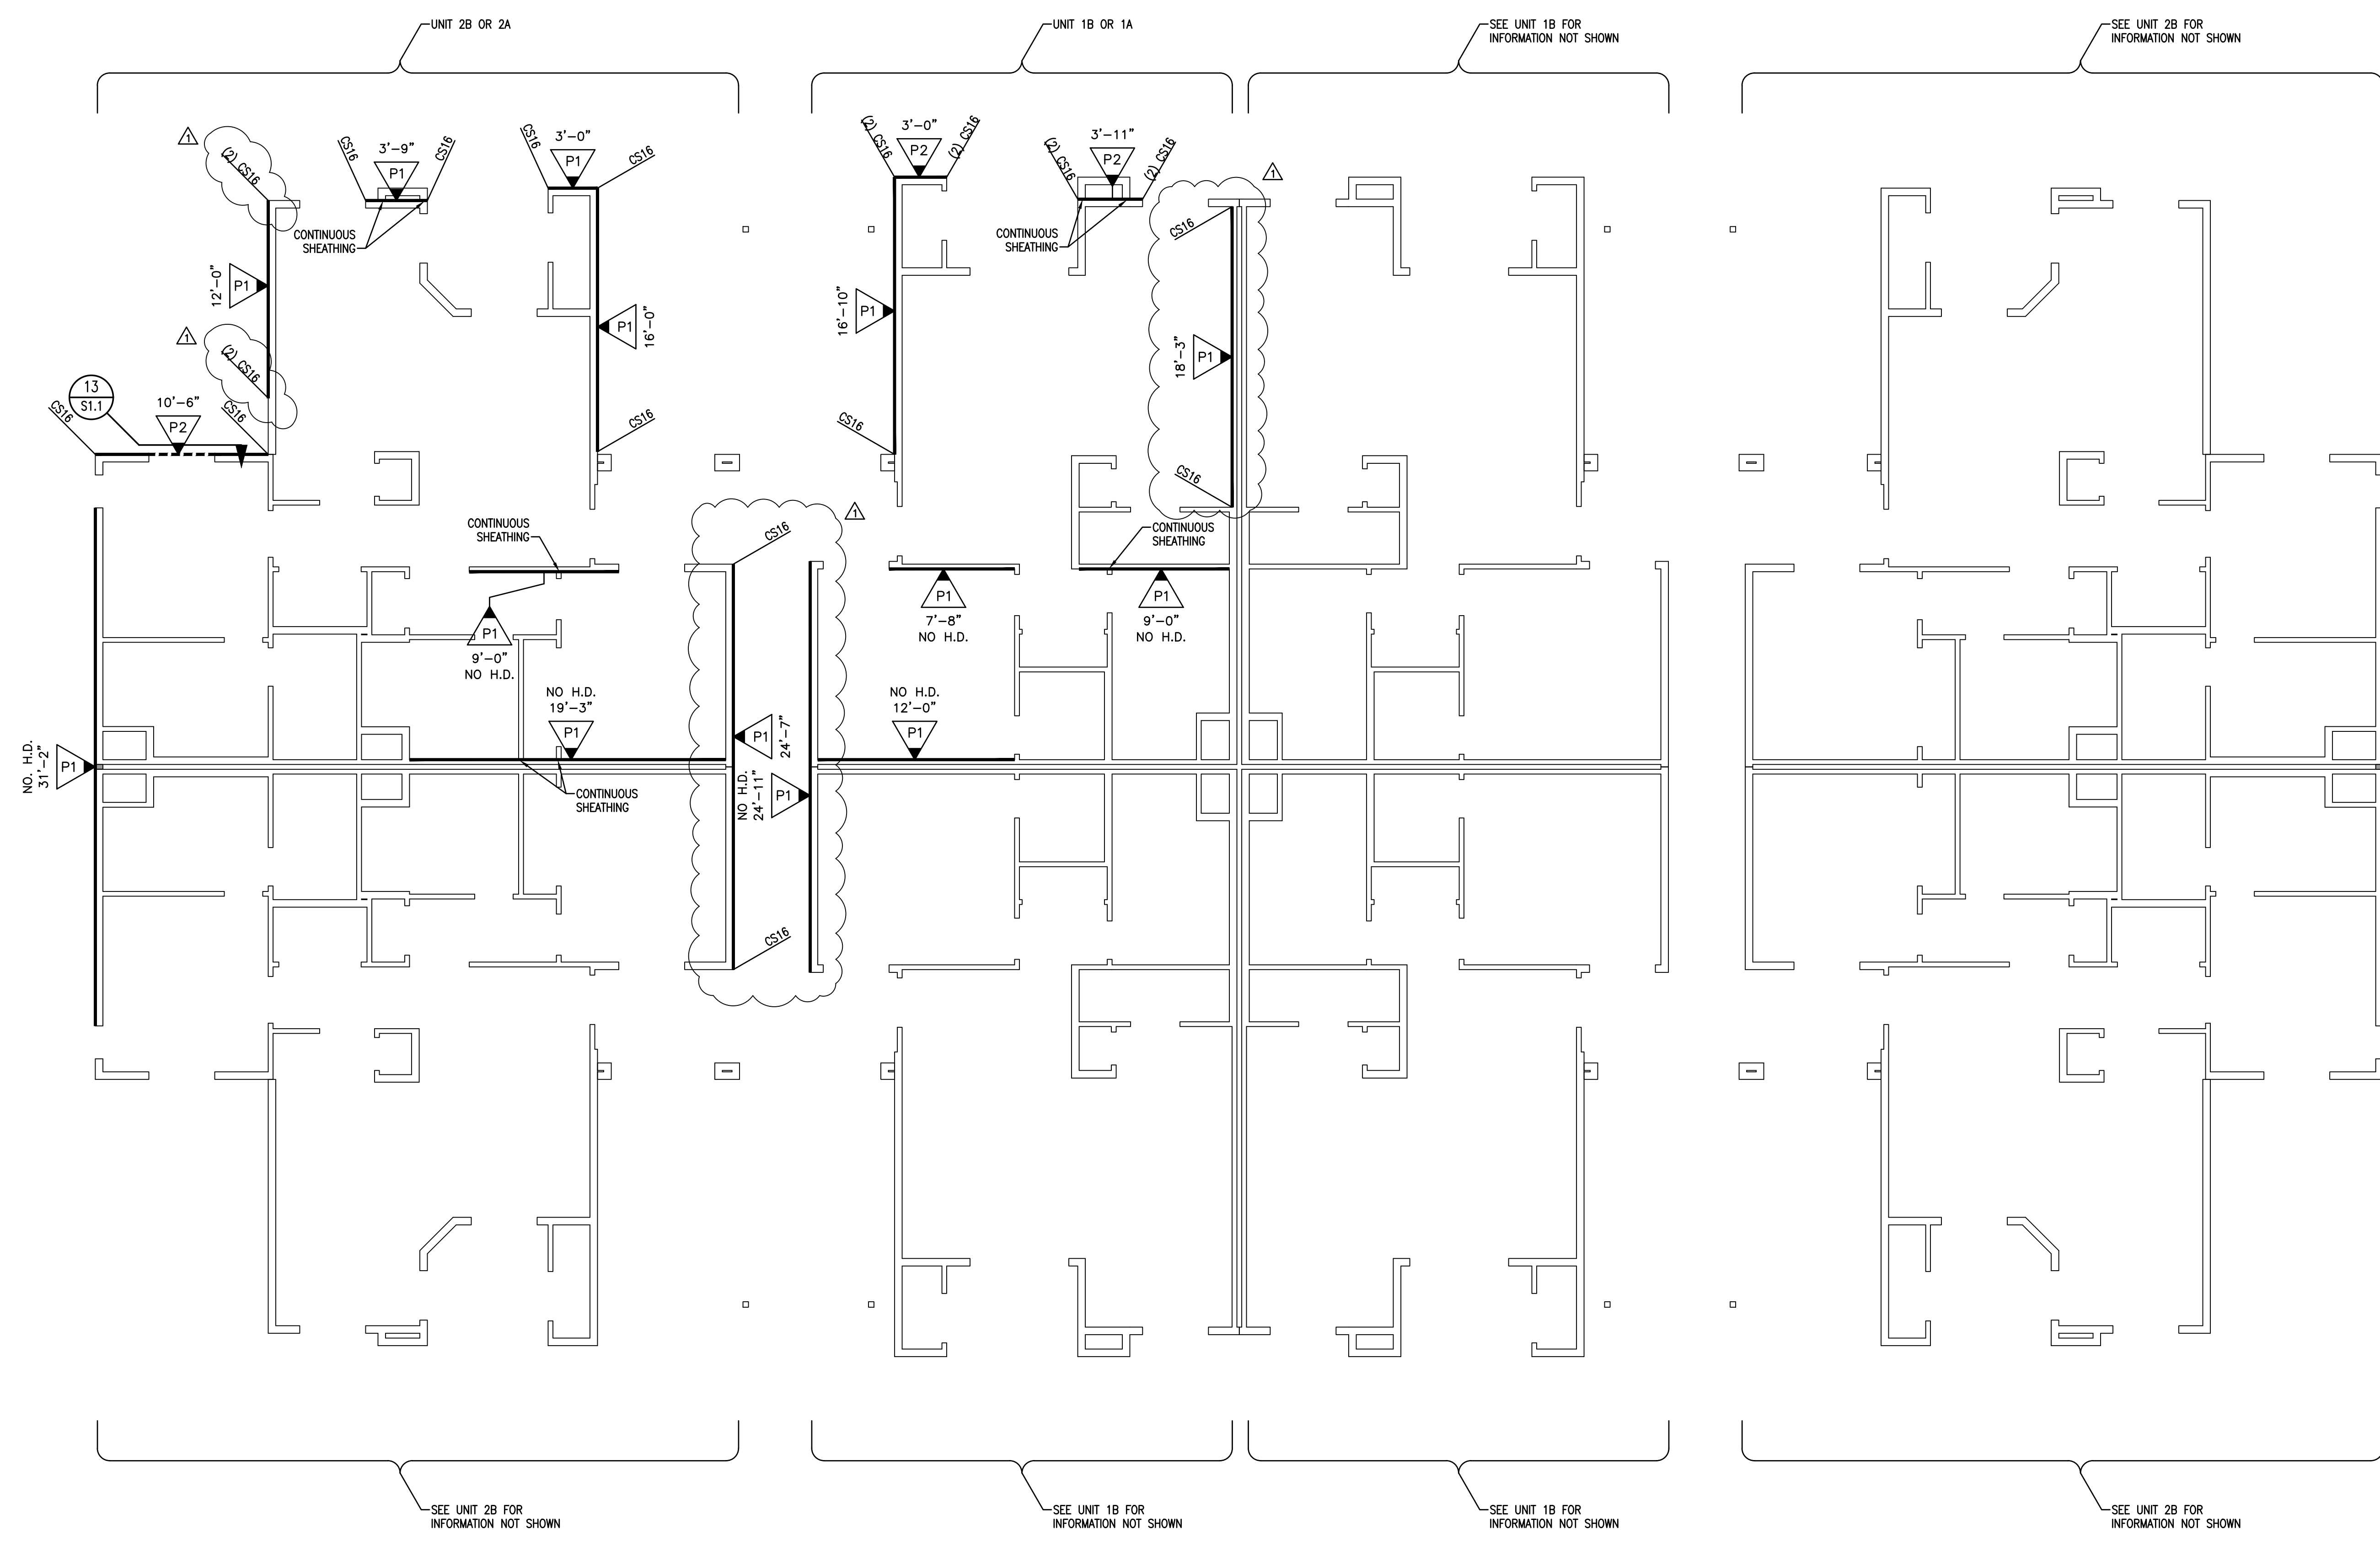 UNIT 2B OR 2A
UNIT 1B OR 1A
SEE UNIT 1B FOR
INFORMATION NOT SHOWN
SEE UNIT 2B FOR
INFORMATION NOT SHOWN
1
(2) CS16
CS16
3'-9"
P1
CS16
CONTINUOUS
SHEATHING
CS16
3'-0"
P1
CS16
(2) CS16
3'-0"
P2
(2) CS16
(2) CS16
3'-11"
P2
(2) CS16
CONTINUOUS
SHEATHING
1
CS16
12'-0"
P1
P1
16'-0"
16'-10"
P1
18'-3"
P1
1
(2) CS16
13
S1.1
CS16
10'-6"
P2
CS16
CS16
CS16
CS16
CONTINUOUS
SHEATHING
CS16
1
CONTINUOUS
SHEATHING
P1
9'-0"
NO H.D.
P1
7'-8"
NO H.D.
P1
9'-0"
NO H.D.
NO H.D.
19'-3"
P1
NO H.D.
12'-0"
P1
NO. H.D.
31'-2"
P1
P1
24'-7"
NO H.D.
24'-11"
P1
CONTINUOUS
SHEATHING
CS16
SEE UNIT 2B FOR
INFORMATION NOT SHOWN
SEE UNIT 1B FOR
INFORMATION NOT SHOWN
SEE UNIT 1B FOR
INFORMATION NOT SHOWN
SEE UNIT 2B FOR
INFORMATION NOT SHOWN